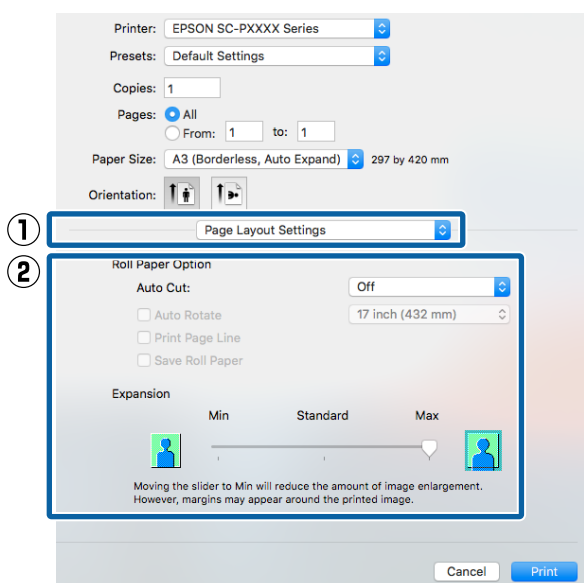 Printer: EPSON SC-PXXXX Series
Presets: Default Settings
Copies: 1
Pages: All
From: 1 to: 1
Paper Size: A3 (Borderless, Auto Expand) 297 by 420 mm
Orientation:
1 Page Layout Settings
2
Roll Paper Option
Auto Cut: Off
Auto Rotate 17 inch (432 mm)
Print Page Line
Save Roll Paper
Expansion
Min Standard Max
Moving the slider to Min will reduce the amount of image enlargement.
However, margins may appear around the printed image.
Cancel Print